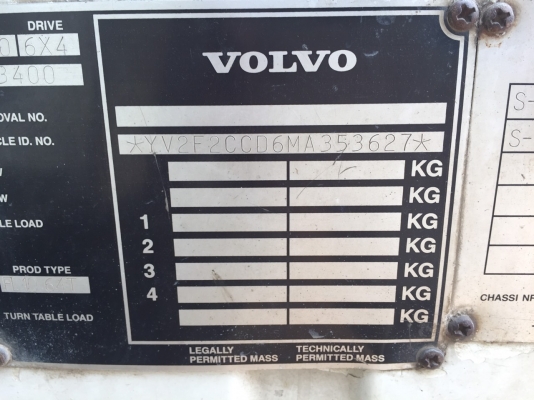 DRIVE
6X4
VOLVO
3400
S-
OVAL NO.
CLE ID. NO.
*YV2F2CCD6MA353627*
S-
KG
KG
LE LOAD
1
KG
2
KG
PROD TYPE
3
KG
4
KG
CHASSI NR
TURN TABLE LOAD
KG
LEGALLY
PERMITTED MASS
TECHNICALLY
PERMITTED MASS